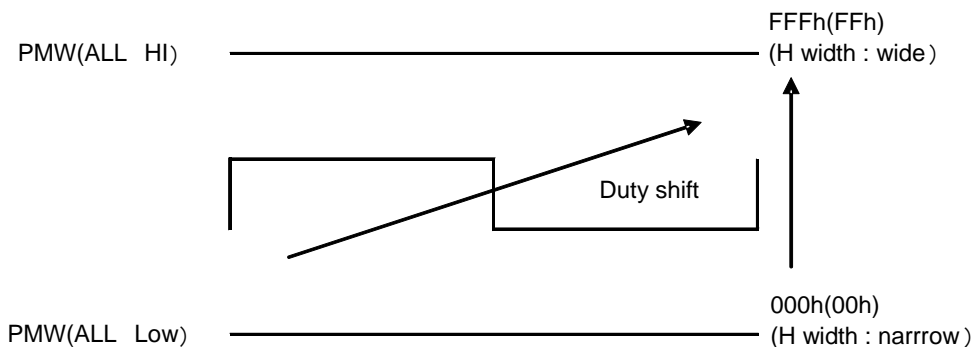 FFFh(FFh)
PMW(ALL HI）
(H width : wide）
Duty shift
000h(00h)
PMW(ALL Low）
(H width : narrrow）